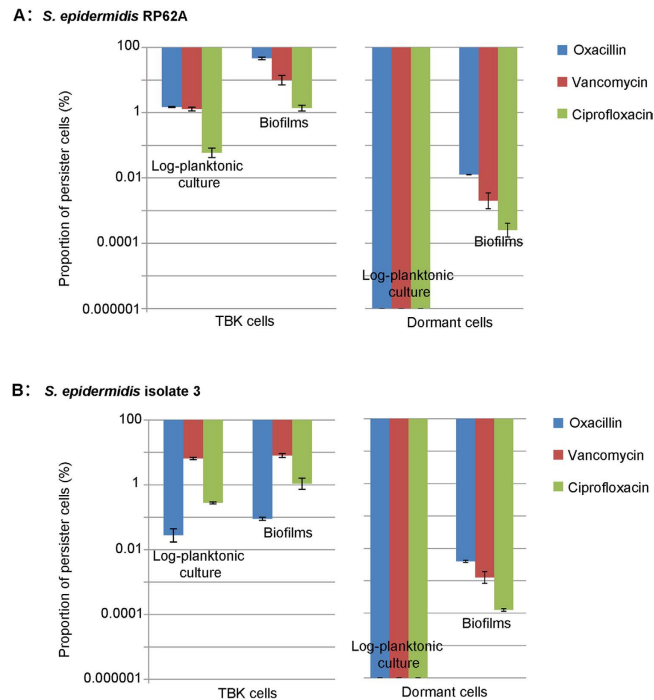 A: S. epidermidis RP62A
100
1
0.01
0.0001
0.000001
Proportion of persister cells (%)
Log-planktonic
culture
Biofilms
TBK cells
Log-planktonic
culture
Biofilms
Dormant cells
Oxacillin
Vancomycin
Ciprofloxacin
B: S. epidermidis isolate 3
100
1
0.01
0.0001
0.000001
Proportion of persister cells (%)
Log-planktonic
culture
Biofilms
TBK cells
Log-planktonic
culture
Biofilms
Dormant cells
Oxacillin
Vancomycin
Ciprofloxacin